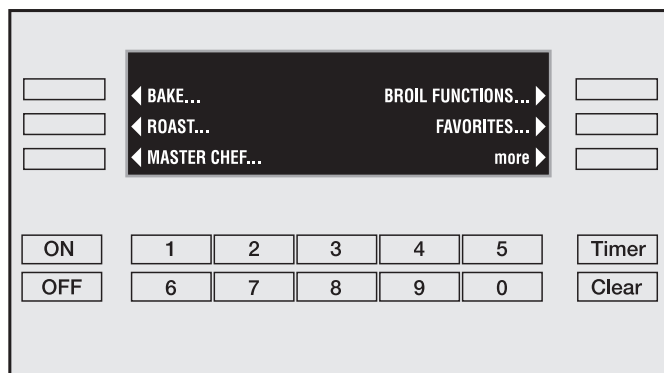 BAKE... BROIL FUNCTIONS...
ROAST... FAVORITES...
MASTER CHEF... more
ON 1 2 3 4 5 Timer
OFF 6 7 8 9 0 Clear